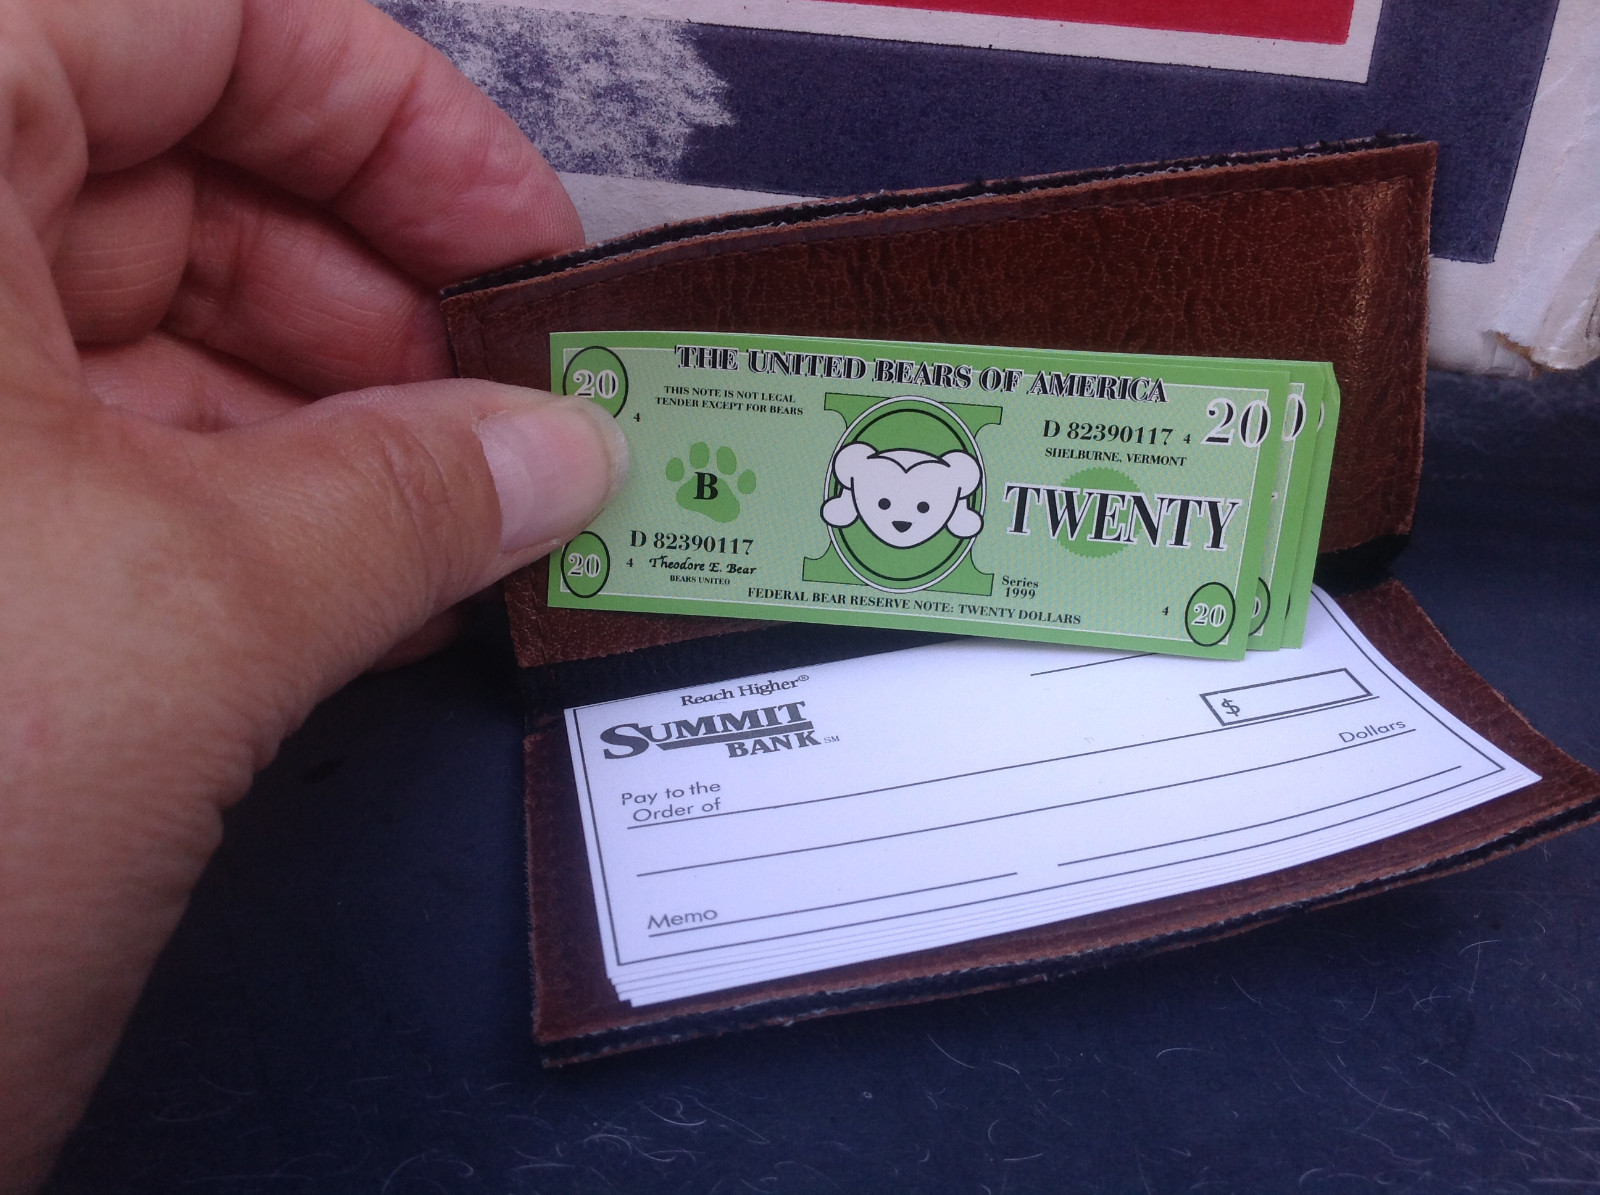 THE UNITED BEARS OF AMERICA
20
THIS NOTE IS NOT LEGAL
TENDER EXCEPT FOR BEARS
4
20
D 82390117 4
SHELBURNE, VERMONT
B
TWENTY
D 82390117
4 Theodore E. Bear
BEARS UNITED
20
Series
1999
FEDERAL BEAR RESERVE NOTE: TWENTY DOLLARS
4
20
Reach Higher®
SUMMIT
BANK SM
$
Dollars
Pay to the
Order of
Memo